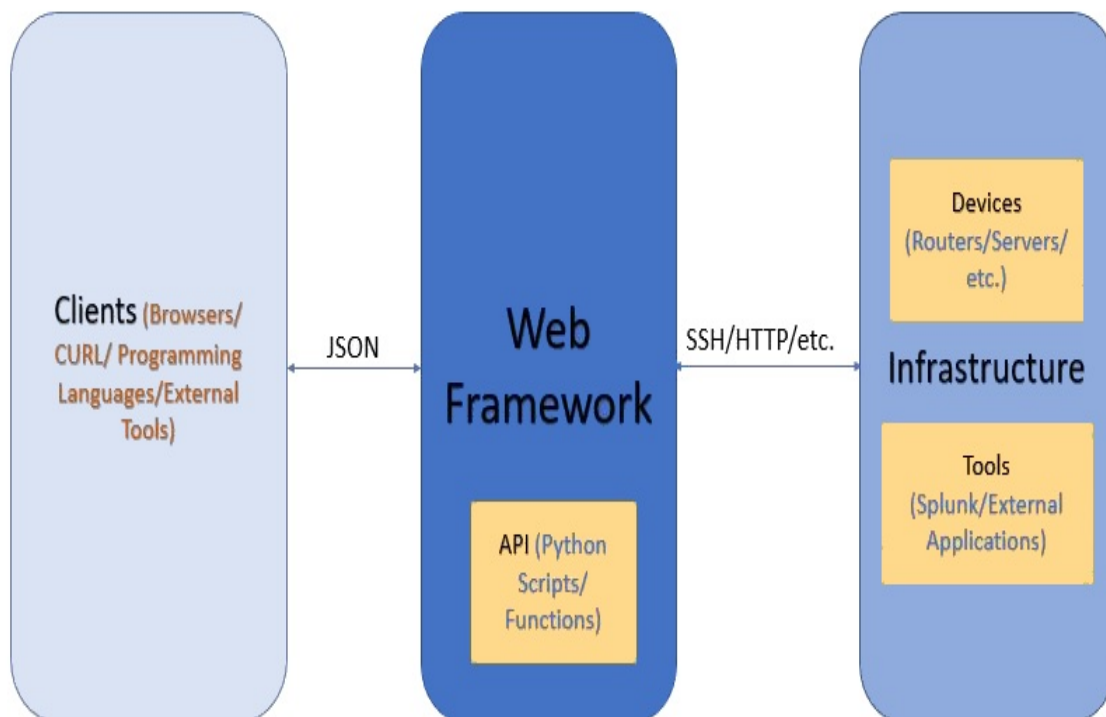 Clients (Browsers/
CURL/ Programming
Languages/External
Tools)
JSON
Web
Framework
API (Python
Scripts/
Functions)
SSH/HTTP/etc.
Devices
(Routers/Servers/
etc.)
Infrastructure
Tools
(Splunk/External
Applications)